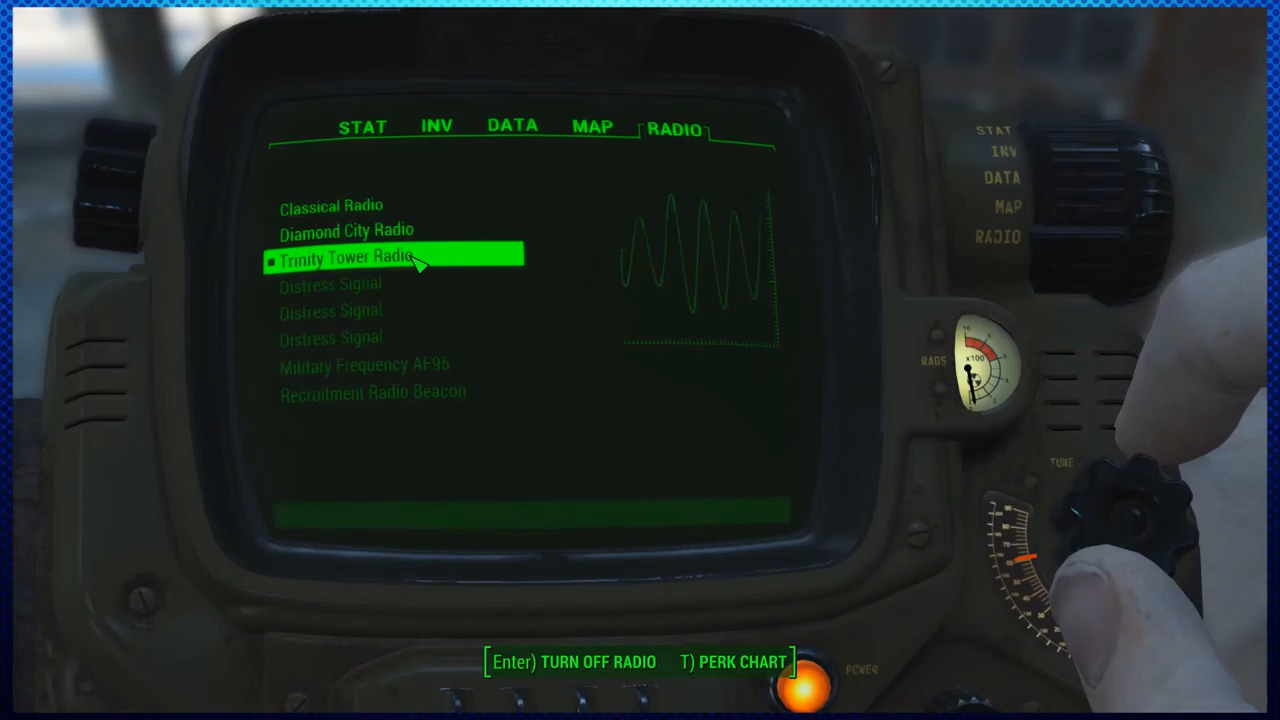 STAT INV DATA MAP RADIO
Classical Radio
Diamond City Radio
Trinity Tower Radio
Distress Signal
Distress Signal
Distress Signal
Military Frequency AF95
Recruitment Radio Beacon
STAT
INV
DATA
MAP
RADIO
RADS
x100
TUNE
POWER
[Enter) TURN OFF RADIO T) PERK CHART]